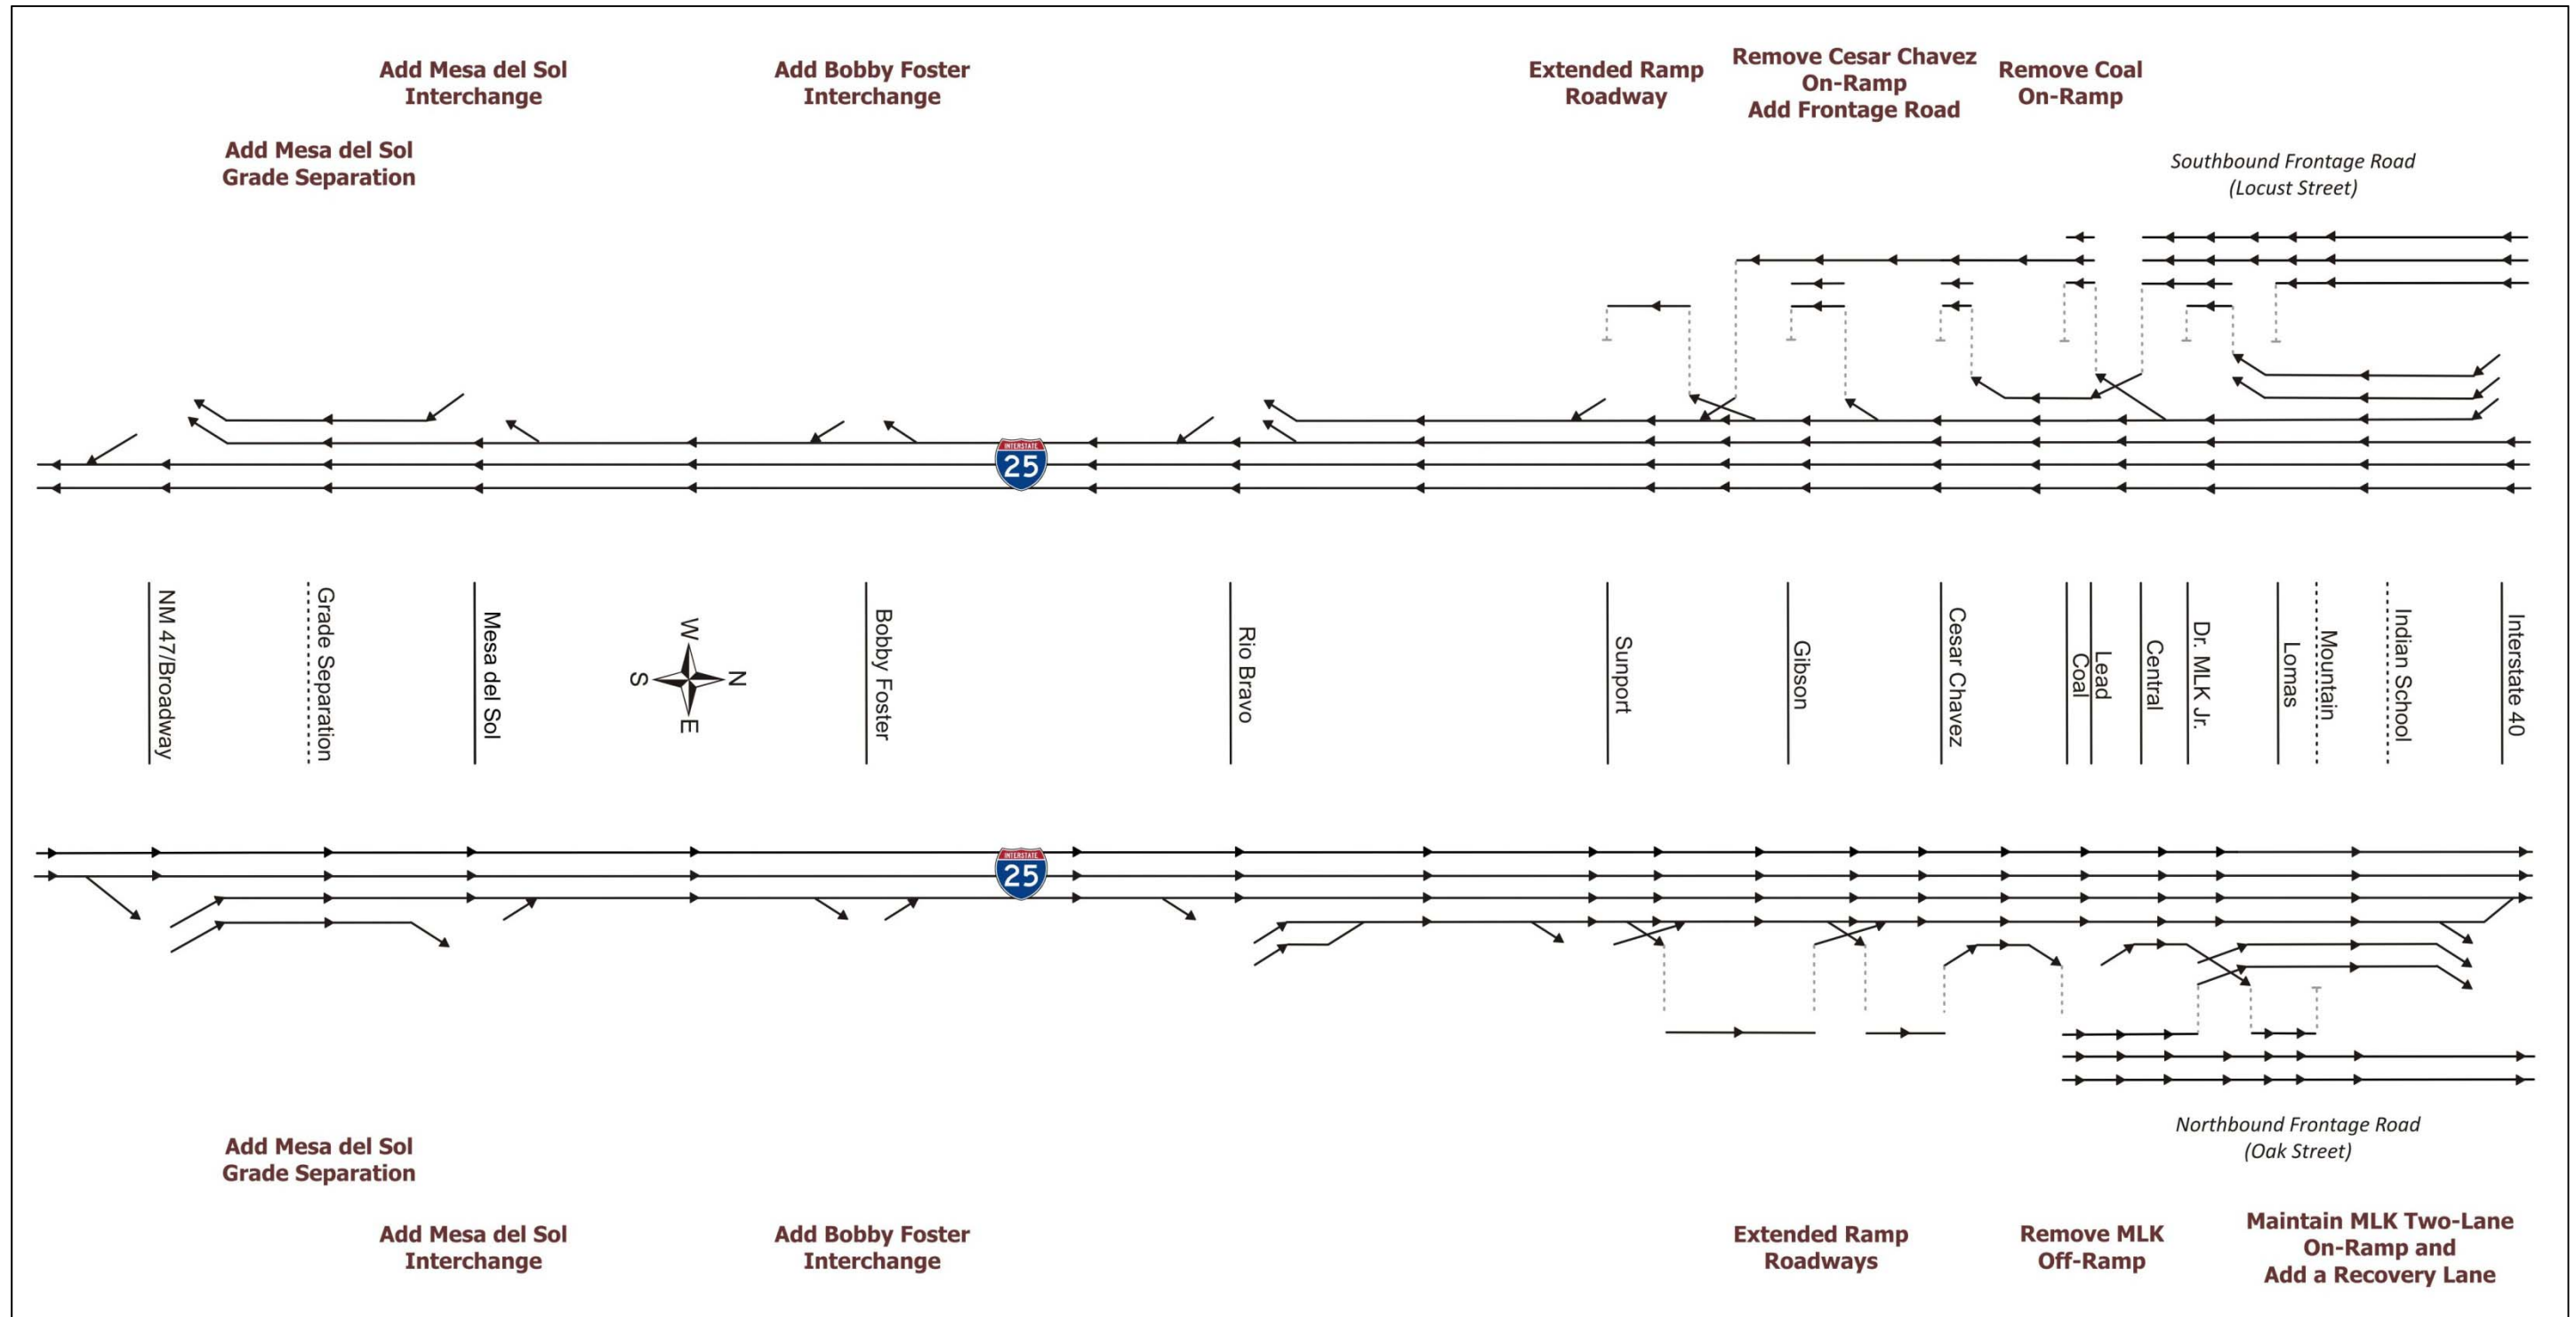 Add Mesa del Sol
Interchange
Add Bobby Foster
Interchange
Extended Ramp
Roadway
Remove Cesar Chavez
On-Ramp
Add Frontage Road
Remove Coal
On-Ramp
Add Mesa del Sol
Grade Separation
Southbound Frontage Road
(Locust Street)
INTERSTATE
25
NM 47/Broadway
Grade Separation
Mesa del Sol
W
N
S
E
Bobby Foster
Rio Bravo
Sunport
Gibson
Cesar Chavez
Coal
Lead
Central
Dr. MLK Jr.
Lomas
Mountain
Indian School
Interstate 40
INTERSTATE
25
Northbound Frontage Road
(Oak Street)
Add Mesa del Sol
Grade Separation
Add Mesa del Sol
Interchange
Add Bobby Foster
Interchange
Extended Ramp
Roadways
Remove MLK
Off-Ramp
Maintain MLK Two-Lane
On-Ramp and
Add a Recovery Lane